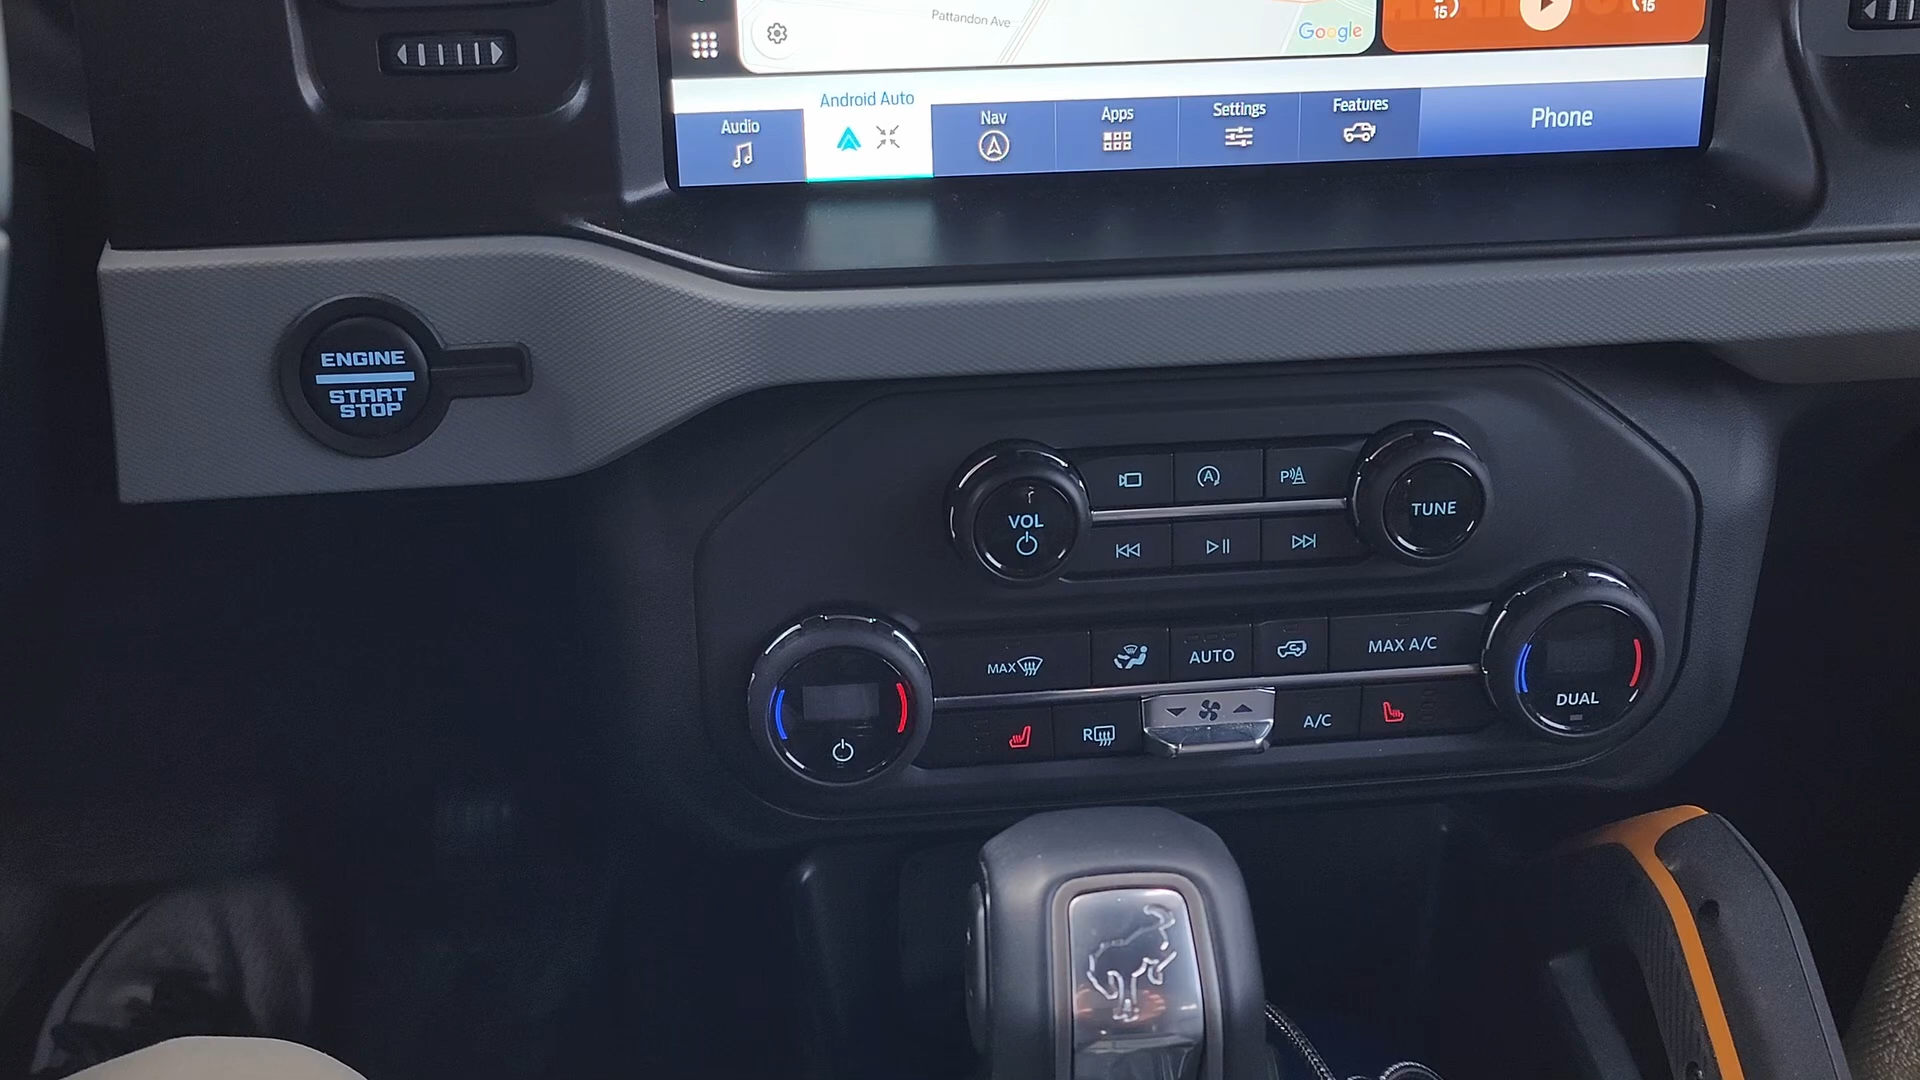 Pattandon Ave
Google
15
15
Android Auto
Audio
Nav
Apps
Settings
Features
Phone
ENGINE
START
STOP
VOL
A
P
TUNE
MAX
AUTO
MAX A/C
R
A/C
DUAL